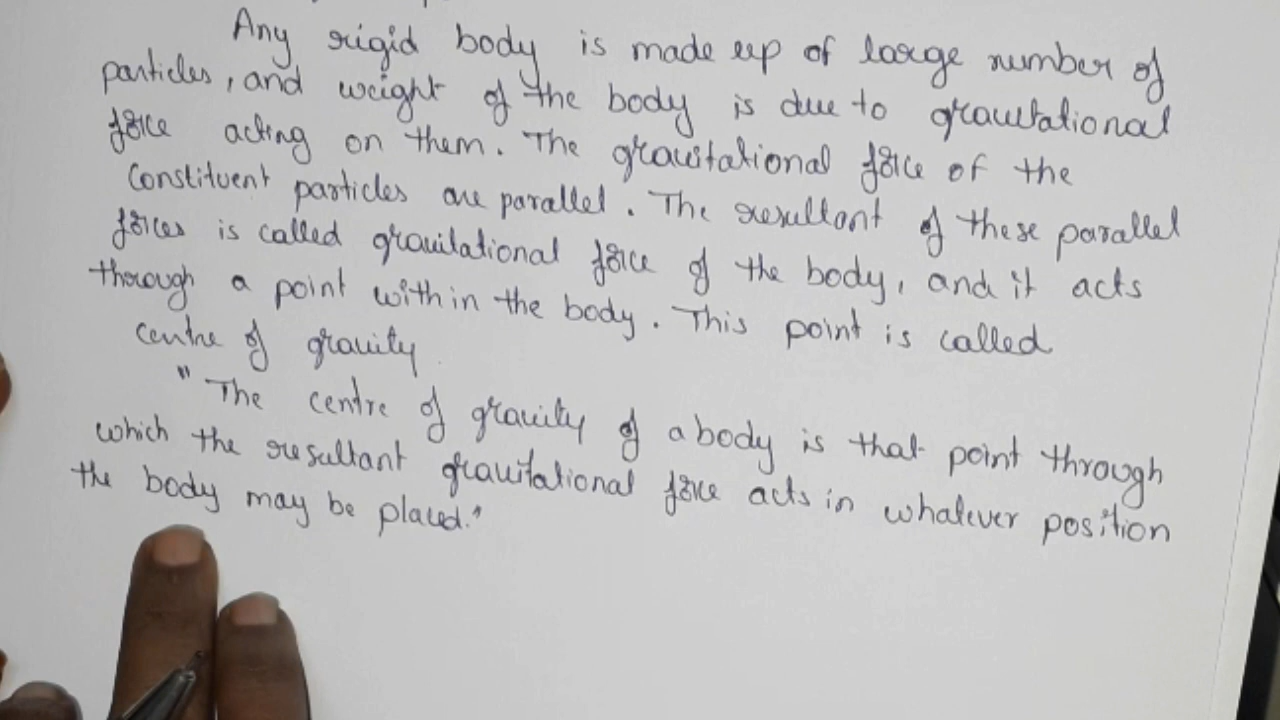 Any rigid body is made up of large number of
particles, and weight of the body is due to gravitational
force acting on them. The gravitational force of the
constituent particles are parallel. The resultant of these parallel
forces is called gravitational force of the body, and it acts
through a point within the body. This point is called
centre of gravity
"The centre of gravity of a body is that point through
which the resultant gravitational force acts in whatever position
the body may be placed."